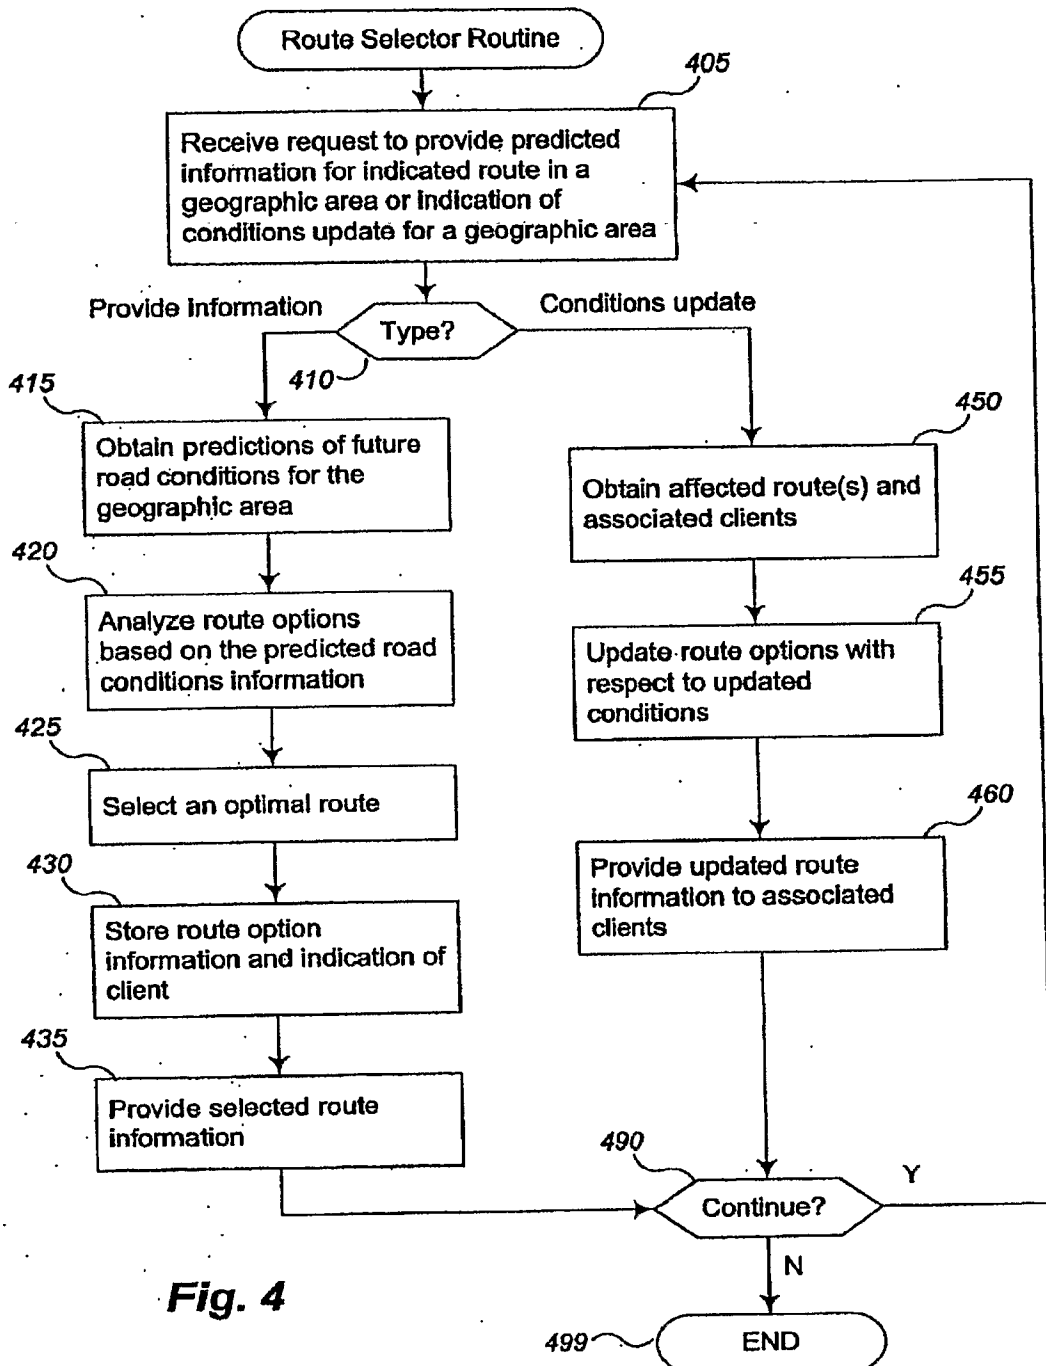 Route Selector Routine
405
Receive request to provide predicted
information for indicated route in a
geographic area or indication of
conditions update for a geographic area
Provide information
Conditions update
Type?
410
415
Obtain predictions of future
road conditions for the
geographic area
450
Obtain affected route(s) and
associated clients
420
Analyze route options
based on the predicted road
conditions information
455
Update route options with
respect to updated
conditions
425
Select an optimal route
460
Provide updated route
information to associated
clients
430
Store route option
information and indication of
client
435
Provide selected route
information
490
Continue?
Y
N
Fig. 4
499
END